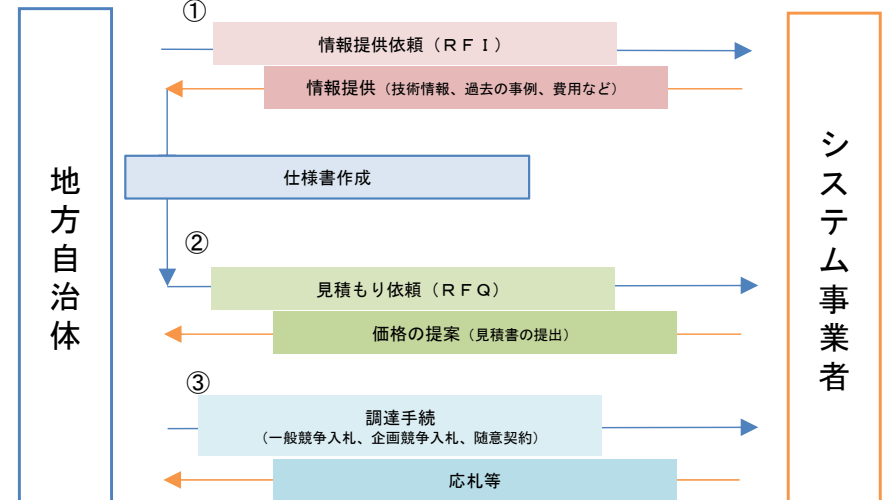 ①
情報提供依頼（ＲＦＩ）
情報提供（技術情報、過去の事例、費用など）
仕様書作成
②
見積もり依頼（ＲＦＱ）
価格の提案（見積書の提出）
③
調達手続
（一般競争入札、企画競争入札、随意契約）
応札等
地方自治体
システム事業者